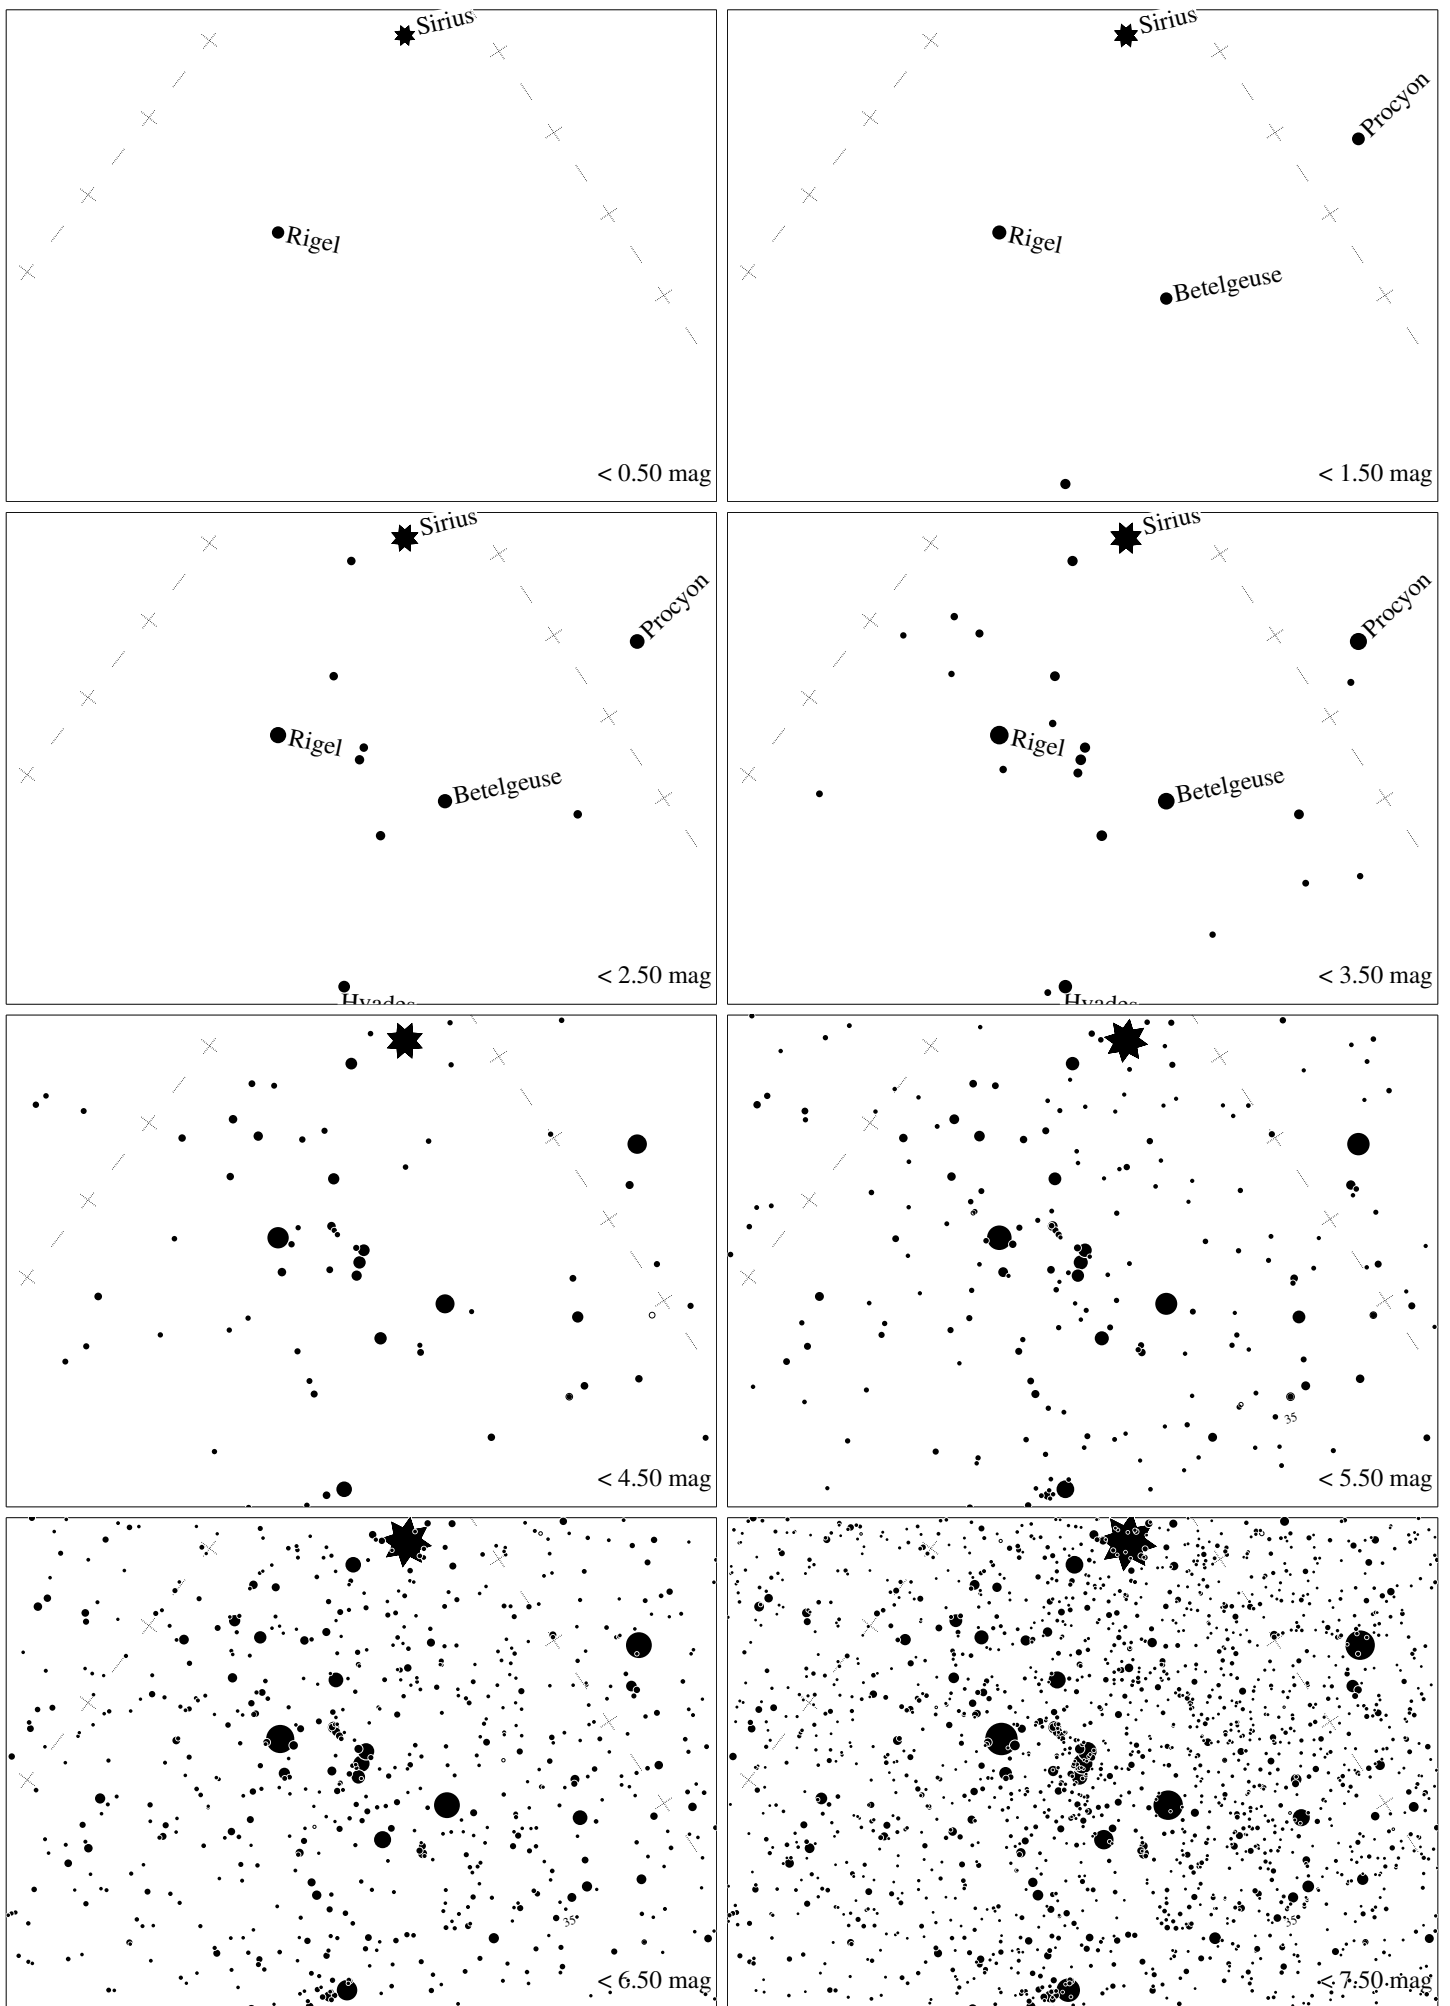 Sirius
Rigel
< 0.50 mag
Sirius
Procyon
Rigel
Betelgeuse
< 1.50 mag
Sirius
Procyon
Rigel
Betelgeuse
Hyades
< 2.50 mag
Sirius
Procyon
Rigel
Betelgeuse
Hyades
< 3.50 mag
< 4.50 mag
35
< 5.50 mag
35
< 6.50 mag
35
< 7.50 mag